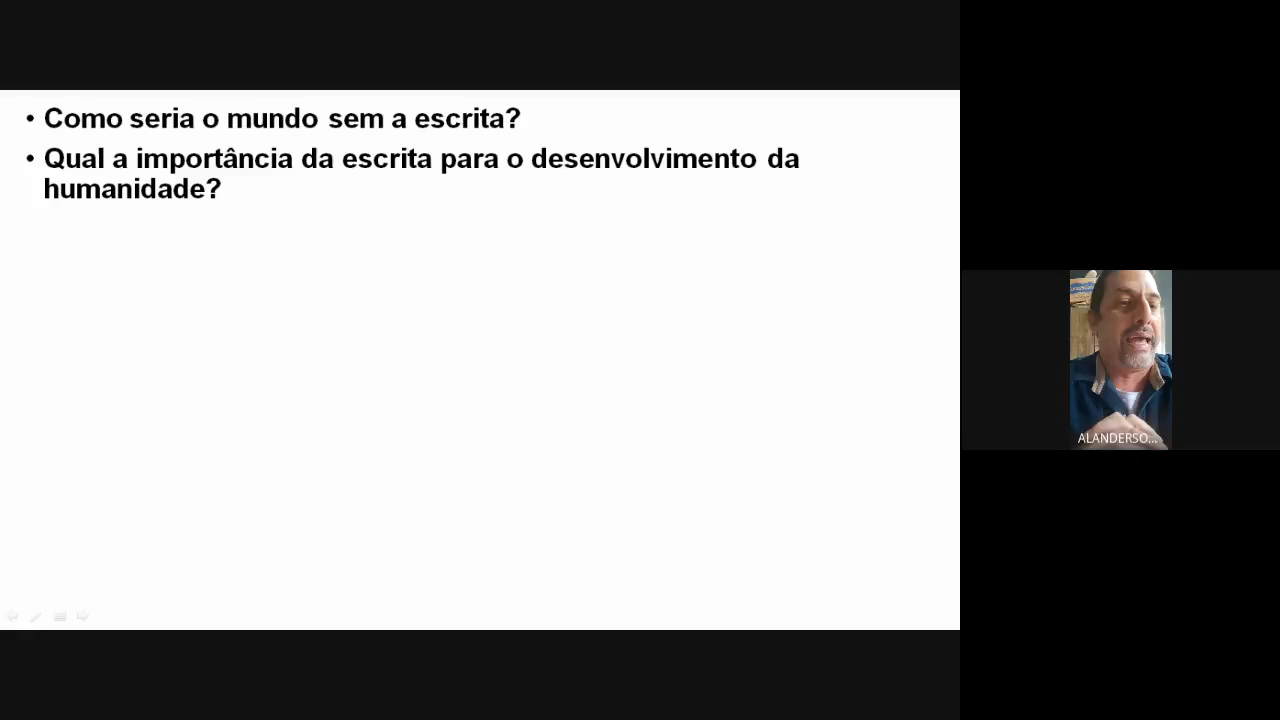 • Como seria o mundo sem a escrita?
• Qual a importância da escrita para o desenvolvimento da
humanidade?
ALANDERSO...